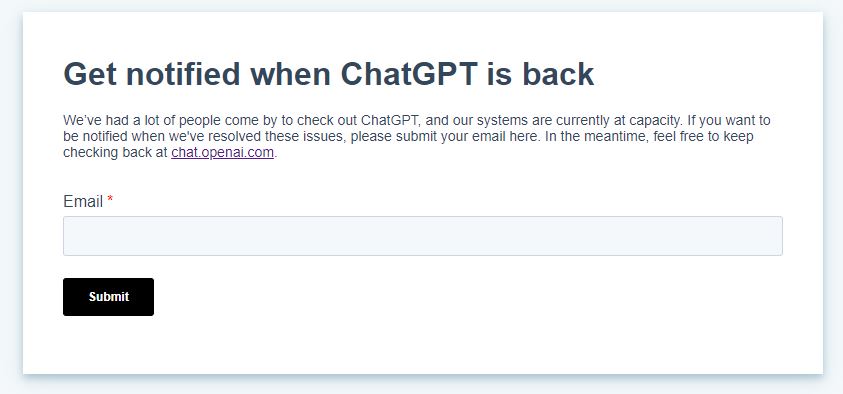 Get notified when ChatGPT is back
We’ve had a lot of people come by to check out ChatGPT, and our systems are currently at capacity. If you want to
be notified when we've resolved these issues, please submit your email here. In the meantime, feel free to keep
checking back at chat.openai.com.
Email *
Submit